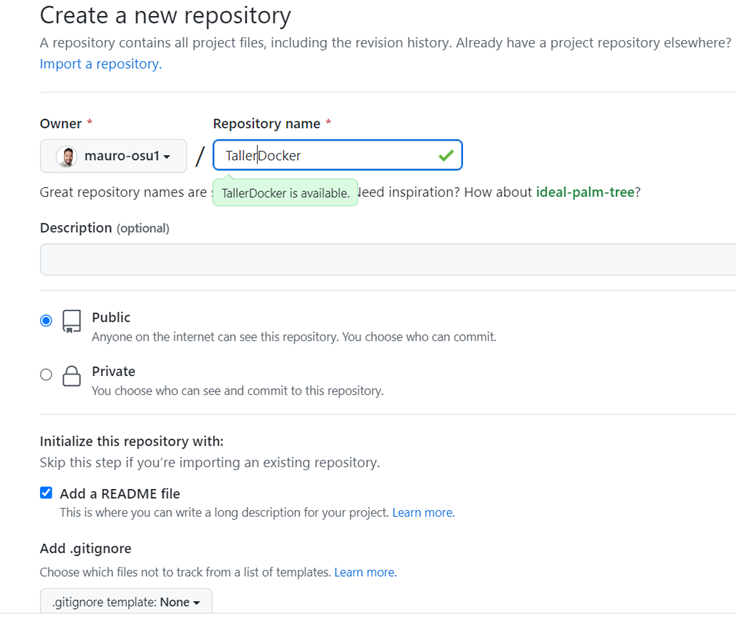 Create a new repository
A repository contains all project files, including the revision history. Already have a project repository elsewhere?
Import a repository.
Owner *
Repository name *
mauro-osu1
/
TallerDocker
Great repository names are
TallerDocker is available.
Need inspiration? How about ideal-palm-tree?
Description (optional)
Public
Anyone on the internet can see this repository. You choose who can commit.
Private
You choose who can see and commit to this repository.
Initialize this repository with:
Skip this step if you’re importing an existing repository.
Add a README file
This is where you can write a long description for your project. Learn more.
Add .gitignore
Choose which files not to track from a list of templates. Learn more.
.gitignore template: None